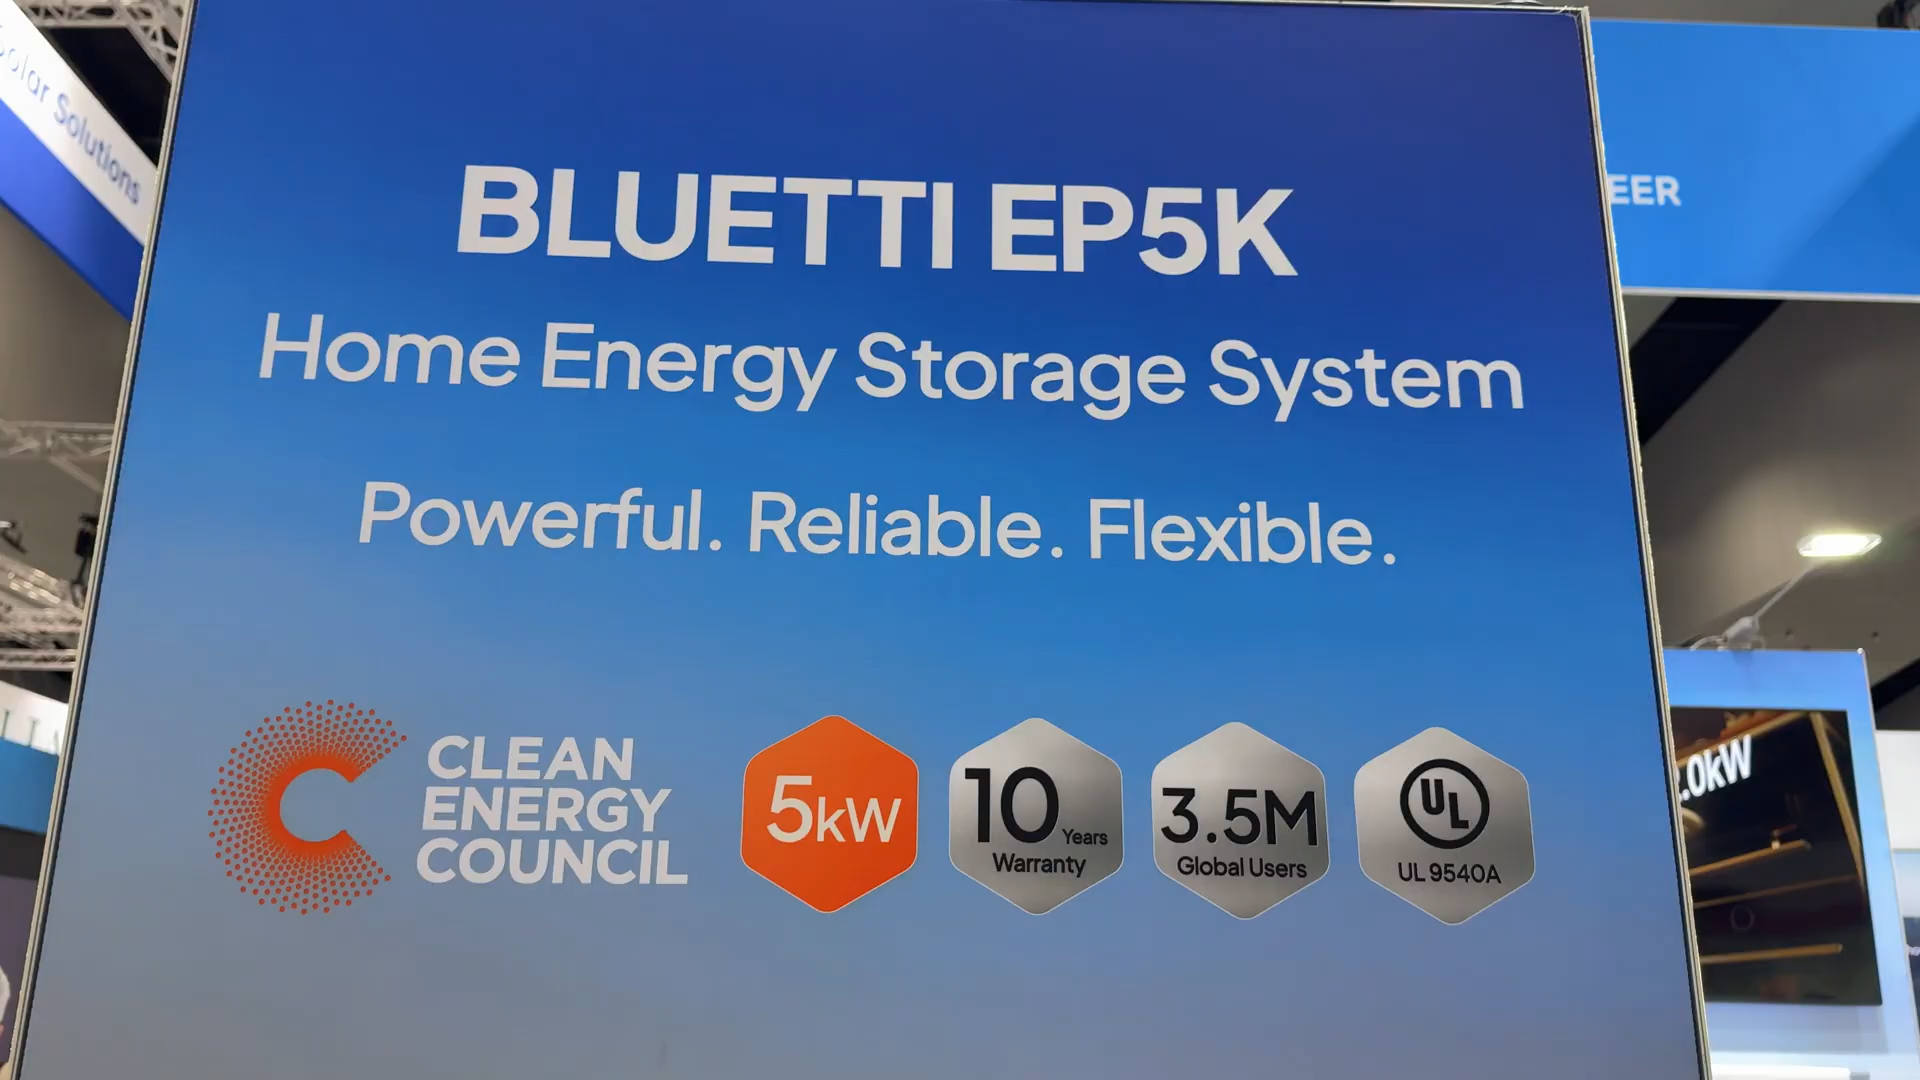 Solar Solutions
BLUETTI EP5K
Home Energy Storage System
Powerful. Reliable. Flexible.
CLEAN
ENERGY
COUNCIL
5kW
10 Years
Warranty
3.5M
Global Users
UL
UL 9540A
.0kW